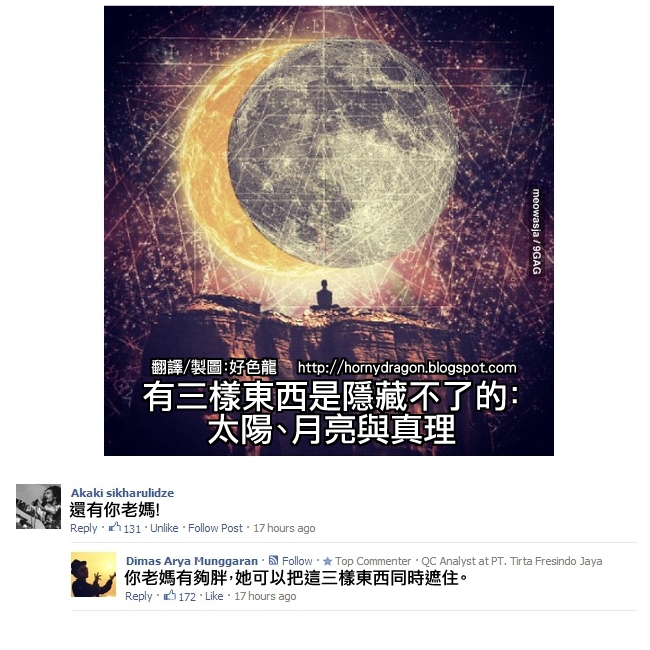 meowasja / 9GAG
翻譯/製圖:好色龍 http://hornydragon.blogspot.com
有三樣東西是隱藏不了的:
太陽、月亮與真理
Akaki sikharulidze
還有你老媽!
Reply · 131 · Unlike · Follow Post · 17 hours ago
Dimas Arya Munggaran · Follow · Top Commenter · QC Analyst at PT. Tirta Fresindo Jaya
你老媽有夠胖,她可以把這三樣東西同時遮住。
Reply · 172 · Like · 17 hours ago